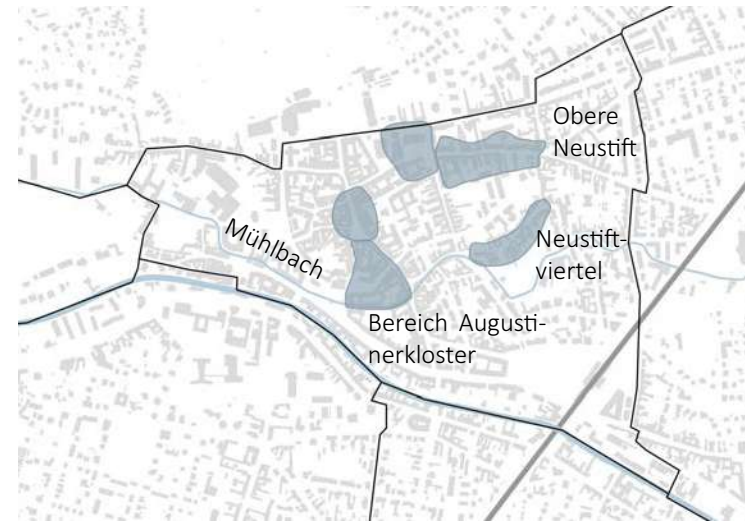 Obere
Neustift
Mühlbach
Neustift-
viertel
Bereich Augusti-
nerkloster